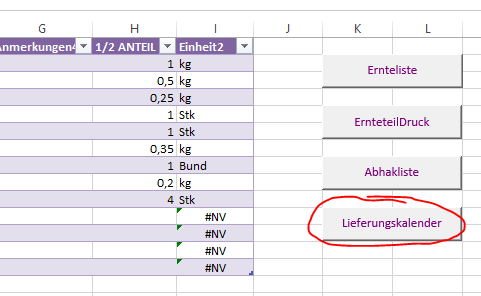 G H I J K L
Anmerkungen4 1/2 ANTEIL Einheit2
1 kg
Ernteliste
0,5 kg
0,25 kg
1 Stk
ErnteteilDruck
1 Stk
0,35 kg
1 Bund
Abhakliste
0,2 kg
4 Stk
#NV
Lieferungskalender
#NV
#NV
#NV